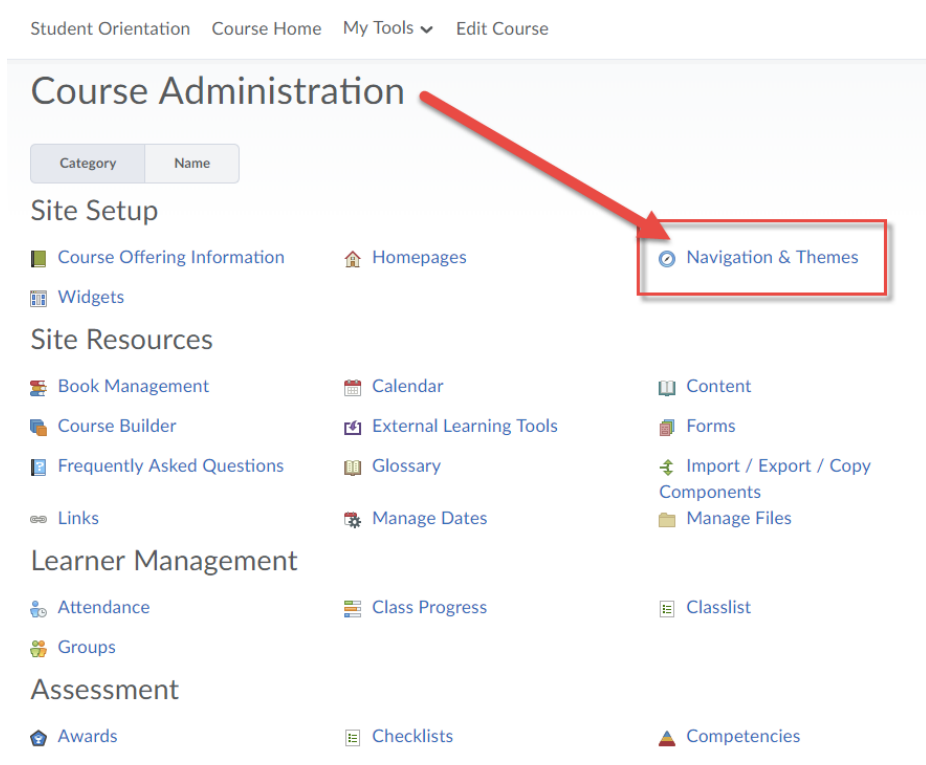 Student Orientation Course Home My Tools Edit Course
Course Administration
Category Name
Site Setup
Course Offering Information Homepages Navigation & Themes
Widgets
Site Resources
Book Management Calendar Content
Course Builder External Learning Tools Forms
Frequently Asked Questions Glossary Import / Export / Copy
Components
Links Manage Dates Manage Files
Learner Management
Attendance Class Progress Classlist
Groups
Assessment
Awards Checklists Competencies